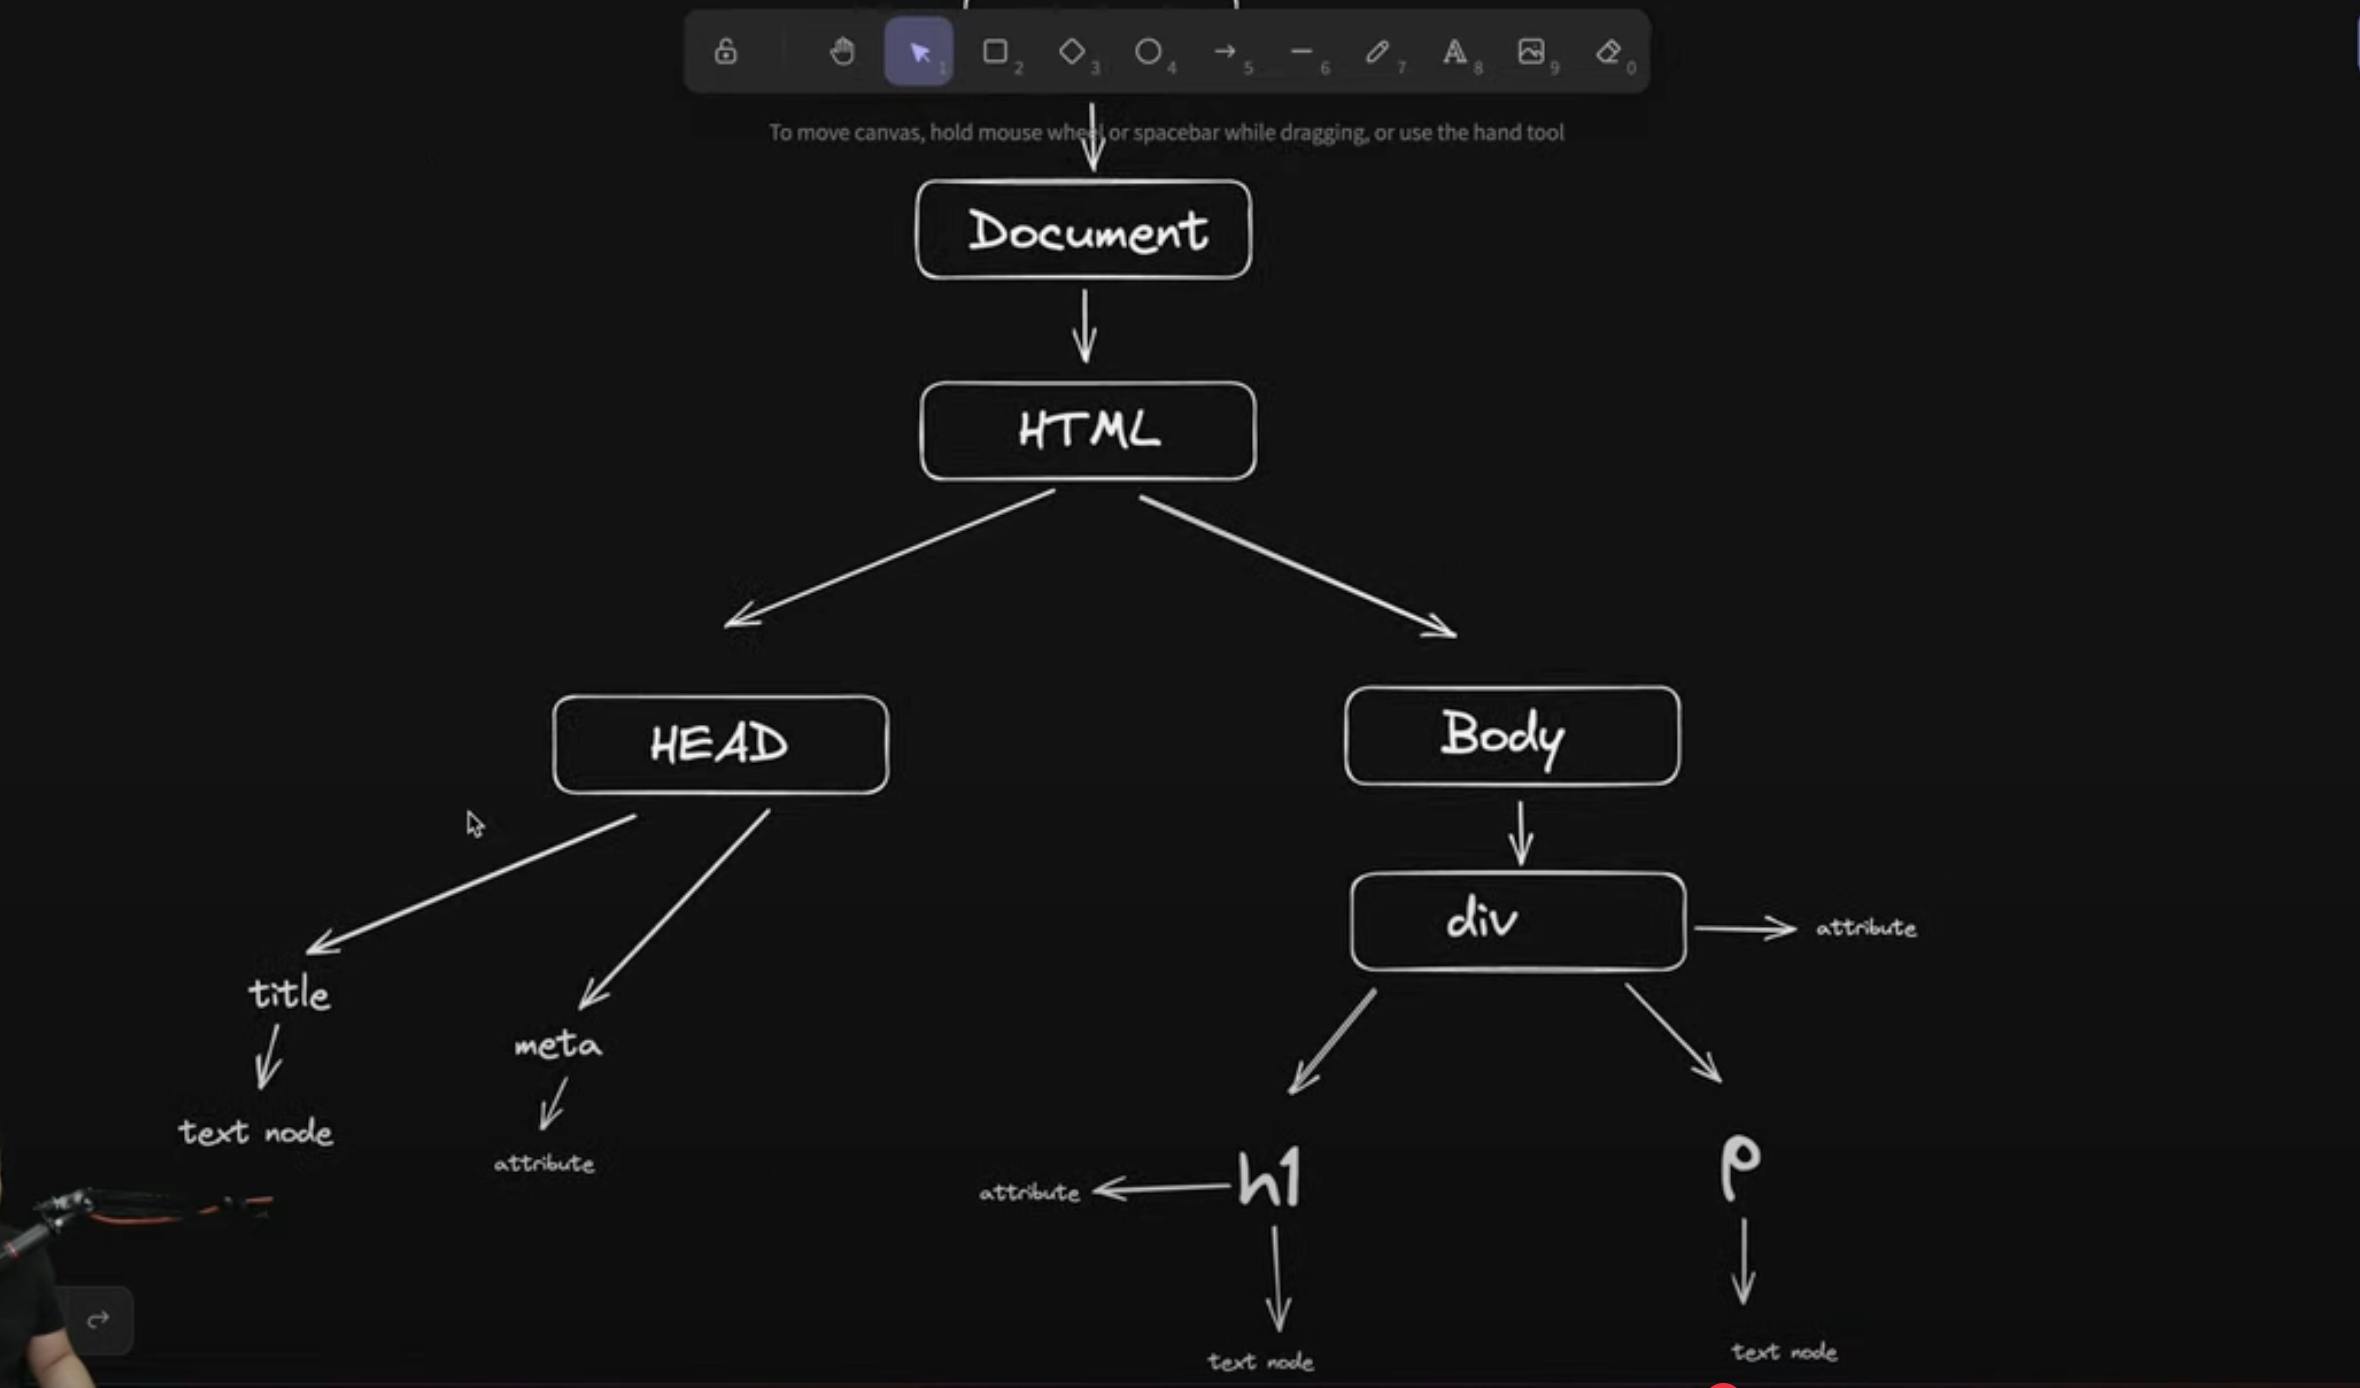 1
2
3
4
5
6
7
8
9
0
To move canvas, hold mouse wheel or spacebar while dragging, or use the hand tool
Document
HTML
HEAD
Body
div
attribute
title
meta
text node
attribute
attribute
h1
p
text node
text node